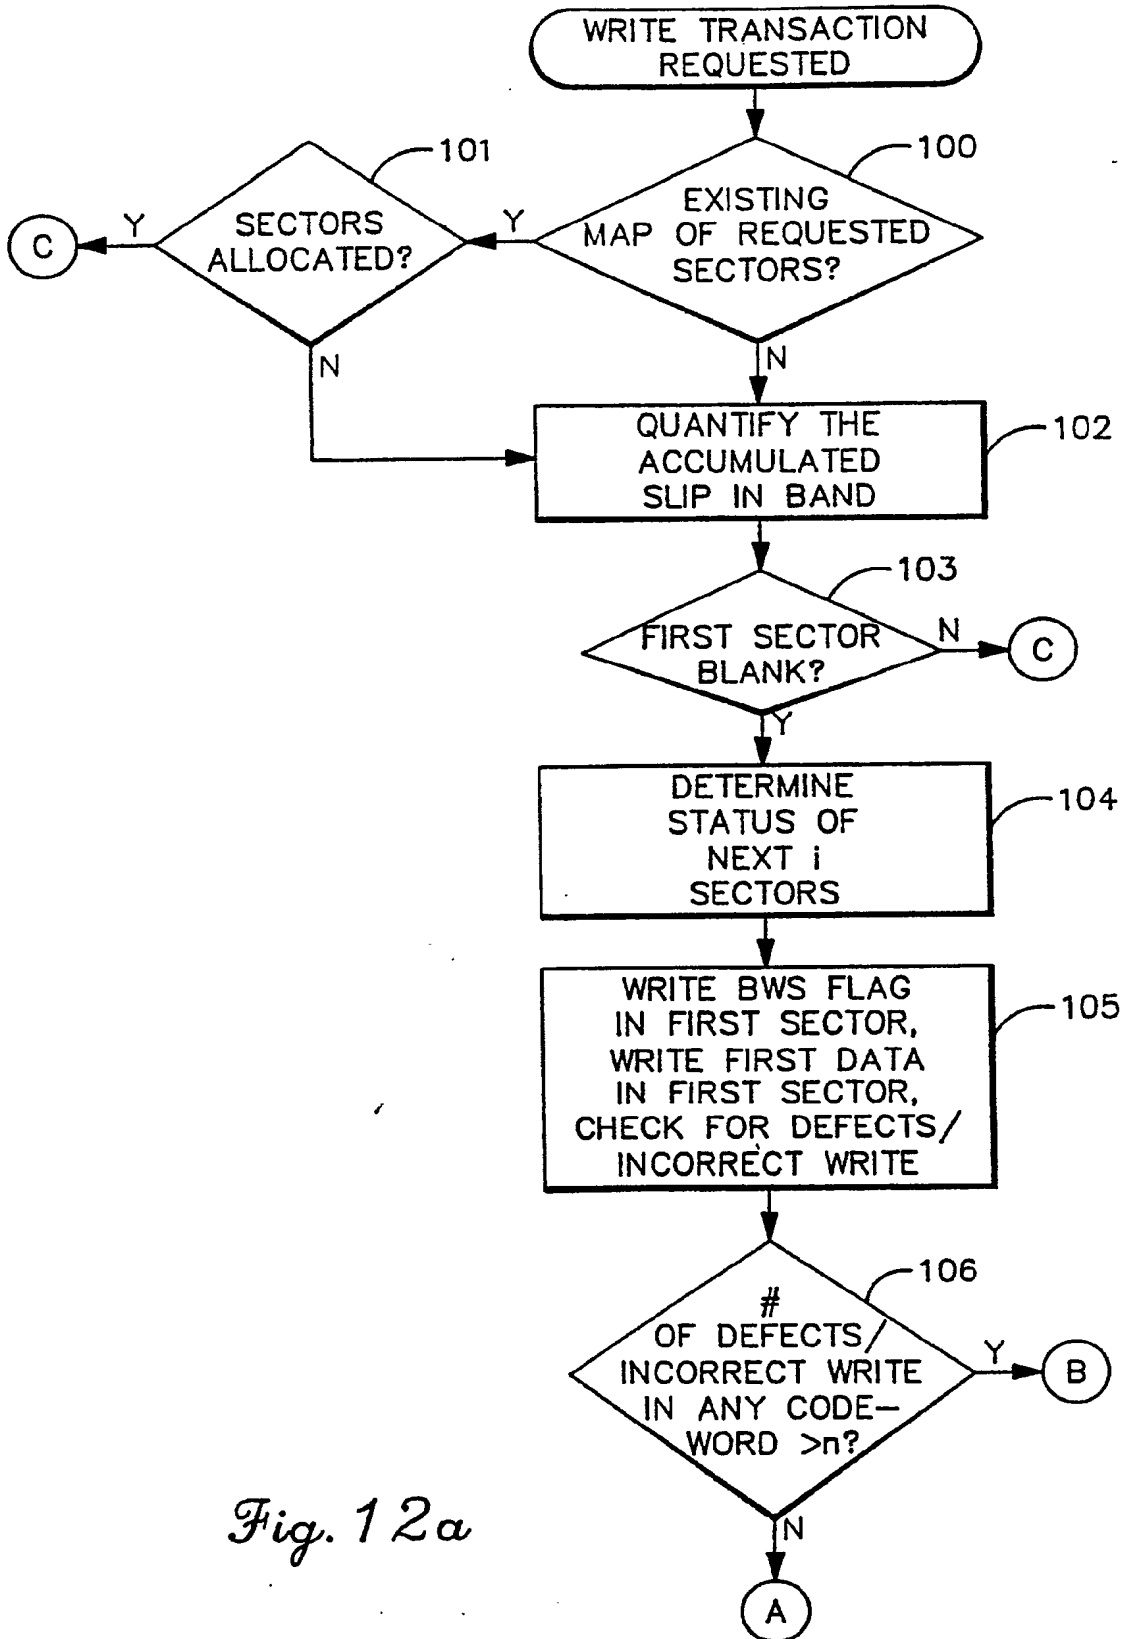 WRITE TRANSACTION
REQUESTED
101
100
EXISTING
MAP OF REQUESTED
SECTORS?
Y
SECTORS
ALLOCATED?
Y
C
N
N
QUANTIFY THE
ACCUMULATED
SLIP IN BAND
102
103
FIRST SECTOR
BLANK?
N
C
Y
DETERMINE
STATUS OF
NEXT i
SECTORS
104
WRITE BWS FLAG
IN FIRST SECTOR,
WRITE FIRST DATA
IN FIRST SECTOR,
CHECK FOR DEFECTS/
INCORRECT WRITE
105
106
#
OF DEFECTS/
INCORRECT WRITE
IN ANY CODE-
WORD >n?
Y
B
N
A
Fig. 12a